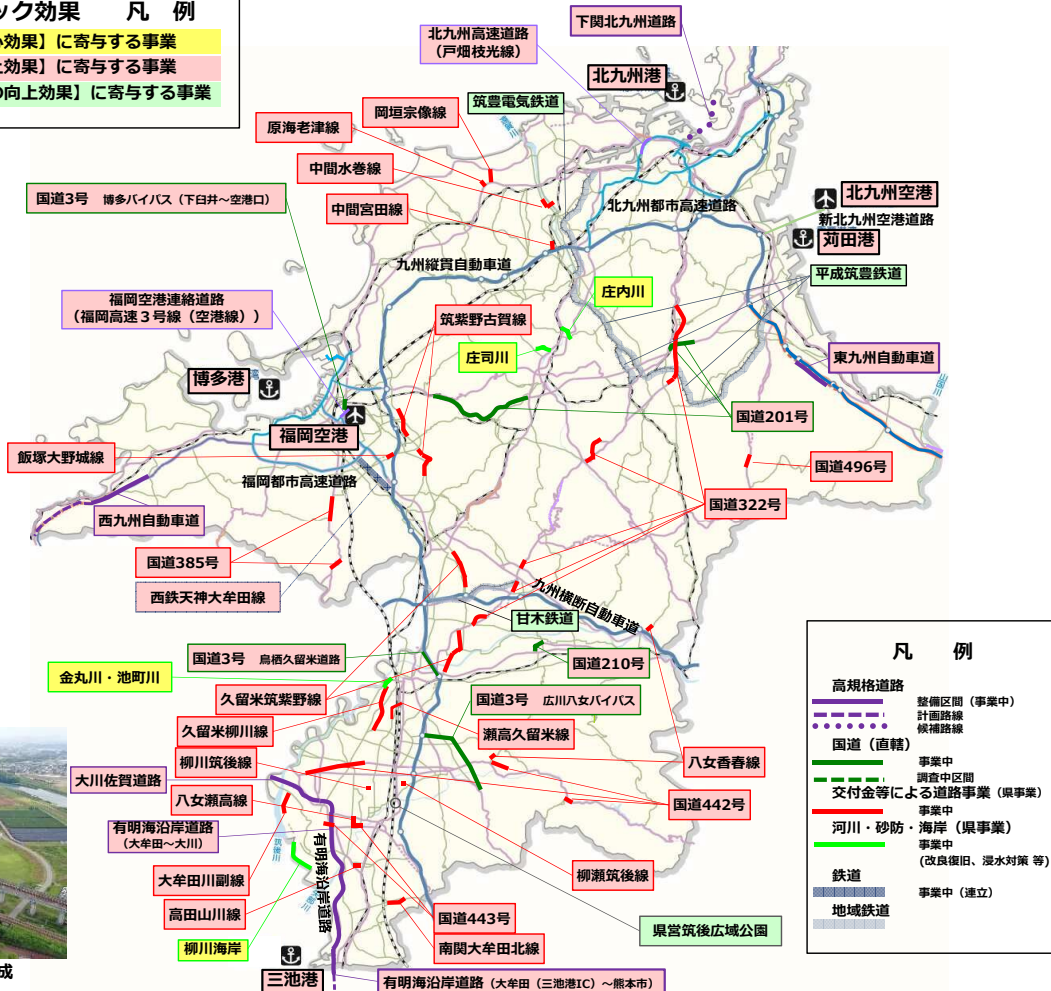 ック効果　凡　例
効果】に寄与する事業
効果】に寄与する事業
の向上効果】に寄与する事業
下関北九州道路
北九州高速道路
（戸畑枝光線）
北九州港
筑豊電気鉄道
岡垣宗像線
原海老津線
中間水巻線
中間宮田線
国道3号　博多バイパス（下臼井～空港口）
北九州都市高速道路
北九州空港
新北九州空港道路
苅田港
九州縦貫自動車道
平成筑豊鉄道
庄内川
福岡空港連絡道路
（福岡高速３号線（空港線））
筑紫野古賀線
庄司川
東九州自動車道
博多港
国道201号
福岡空港
飯塚大野城線
国道496号
福岡都市高速道路
国道322号
西九州自動車道
国道385号
西鉄天神大牟田線
九州横断自動車道
甘木鉄道
国道3号　鳥栖久留米道路
国道210号
金丸川・池町川
久留米筑紫野線
国道3号　広川八女バイパス
久留米柳川線
瀬高久留米線
柳川筑後線
八女香春線
大川佐賀道路
八女瀬高線
国道442号
有明海沿岸道路
（大牟田～大川）
有明海沿岸道路
筑後川
大牟田川副線
柳瀬筑後線
高田山川線
国道443号
県営筑後広域公園
柳川海岸
南関大牟田北線
三池港
有明海沿岸道路（大牟田（三池港IC）～熊本市）
成
凡　例
高規格道路
整備区間（事業中）
計画路線
候補路線
国道（直轄）
事業中
調査中区間
交付金等による道路事業（県事業）
事業中
河川・砂防・海岸（県事業）
事業中
(改良復旧、浸水対策 等)
鉄道
事業中（連立）
地域鉄道